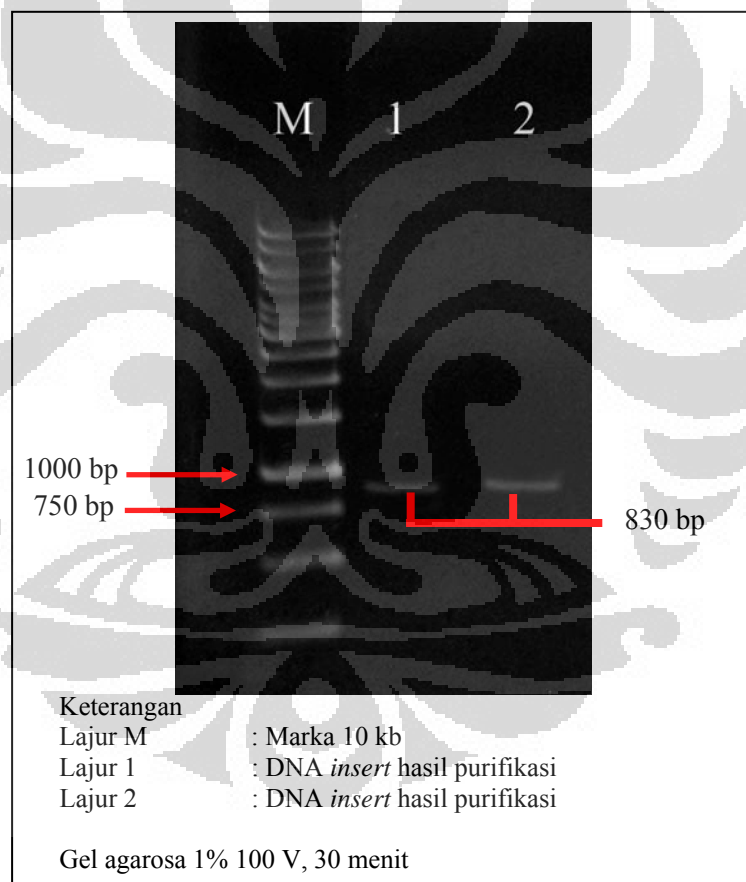 M 1 2
1000 bp
750 bp
830 bp
Keterangan
Lajur M : Marka 10 kb
Lajur 1 : DNA insert hasil purifikasi
Lajur 2 : DNA insert hasil purifikasi
Gel agarosa 1% 100 V, 30 menit